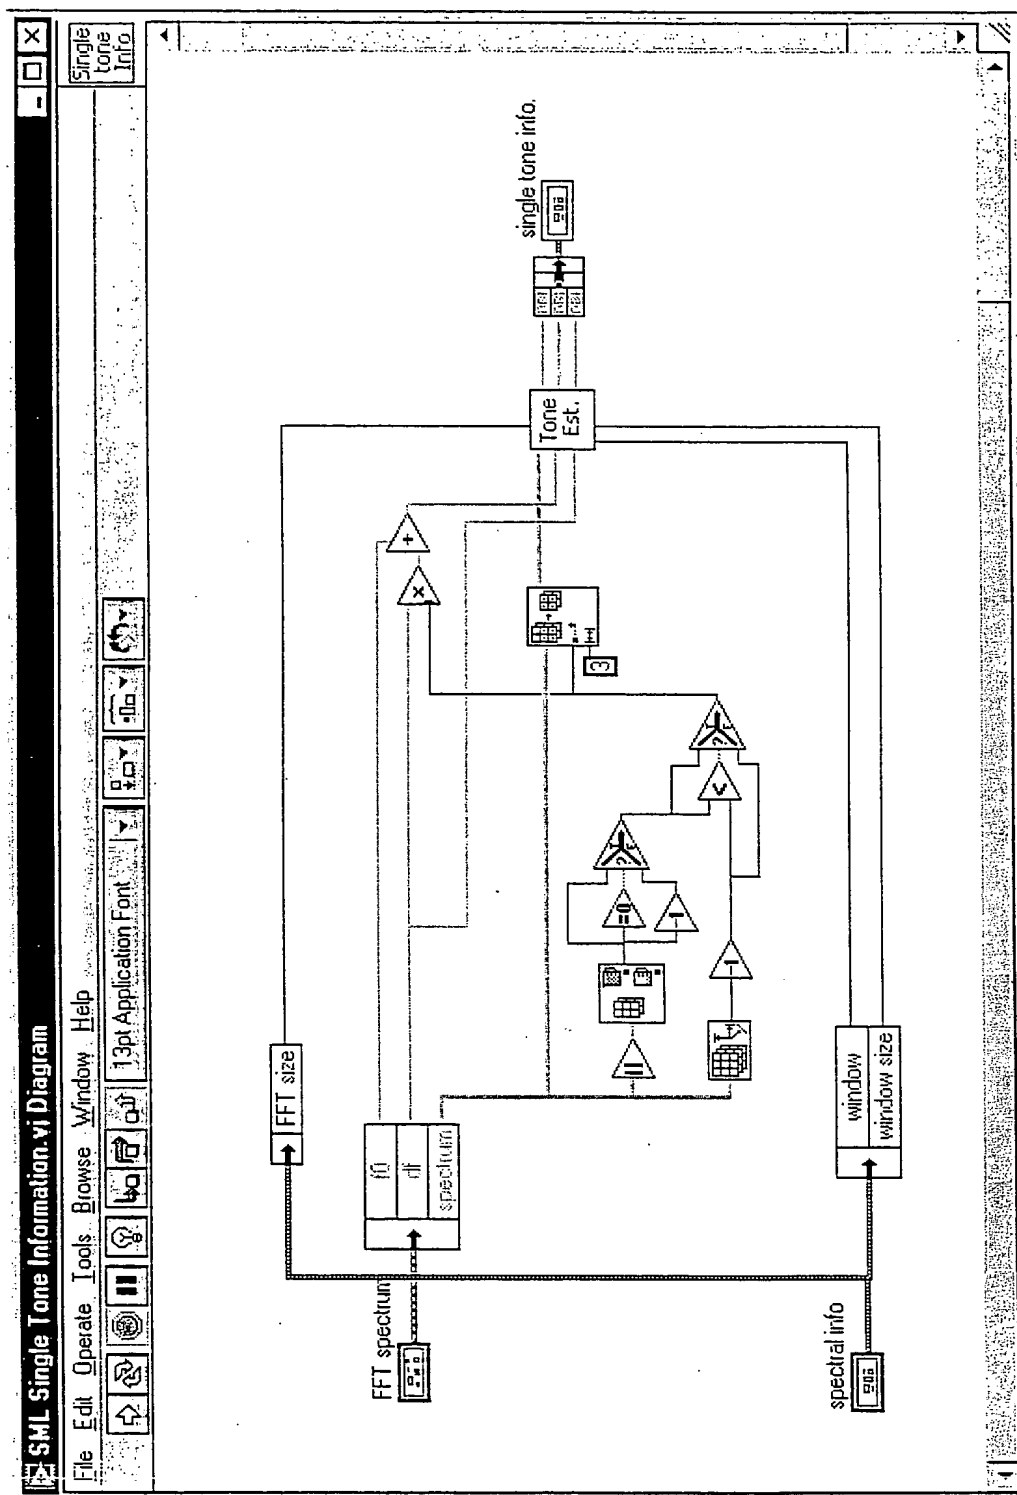 SML Single Tone Information.vi Diagram
File Edit Operate Tools Browse Window Help
13pt Application Font
Single
tone
Info
FFT size
FFT spectrum
f0
df
spectrum
Tone
Est.
single tone info.
3
spectral info
window
window size